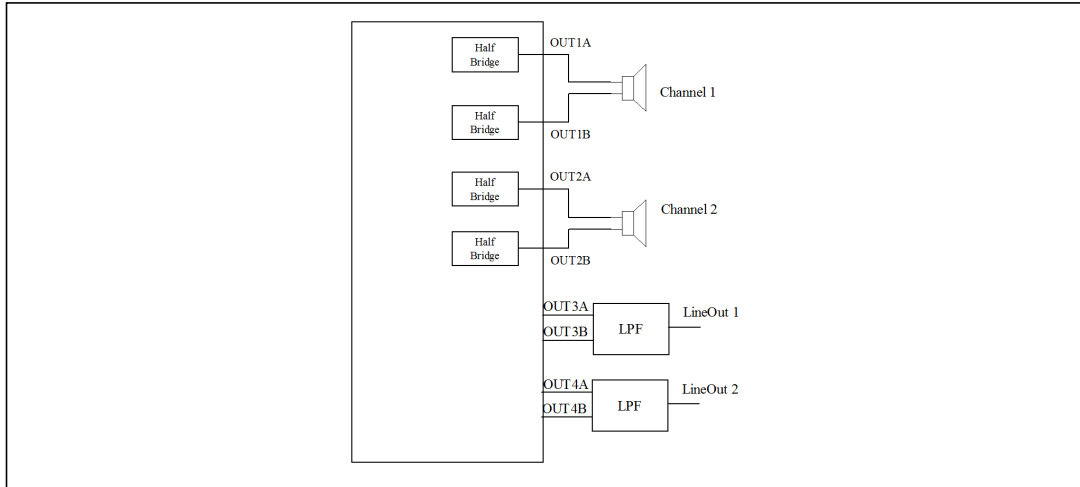 Half
Bridge
OUT1A
Channel 1
Half
Bridge
OUT1B
Half
Bridge
OUT2A
Channel 2
Half
Bridge
OUT2B
OUT3A
OUT3B
LPF
LineOut 1
OUT4A
OUT4B
LPF
LineOut 2